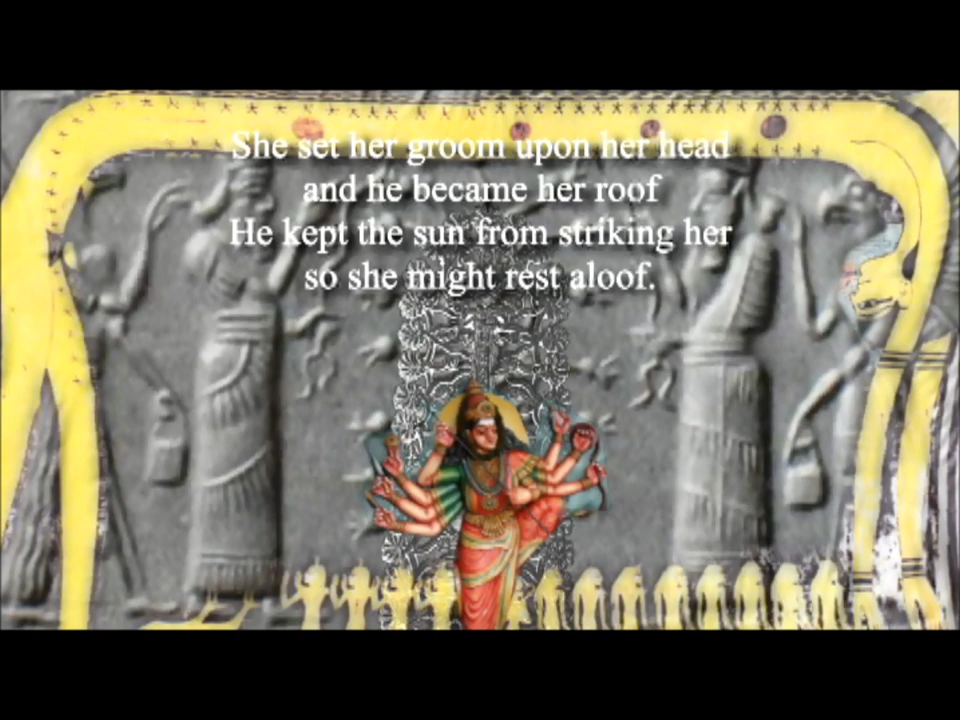 She set her groom upon her head
and he became her roof
He kept the sun from striking her
so she might rest aloof.